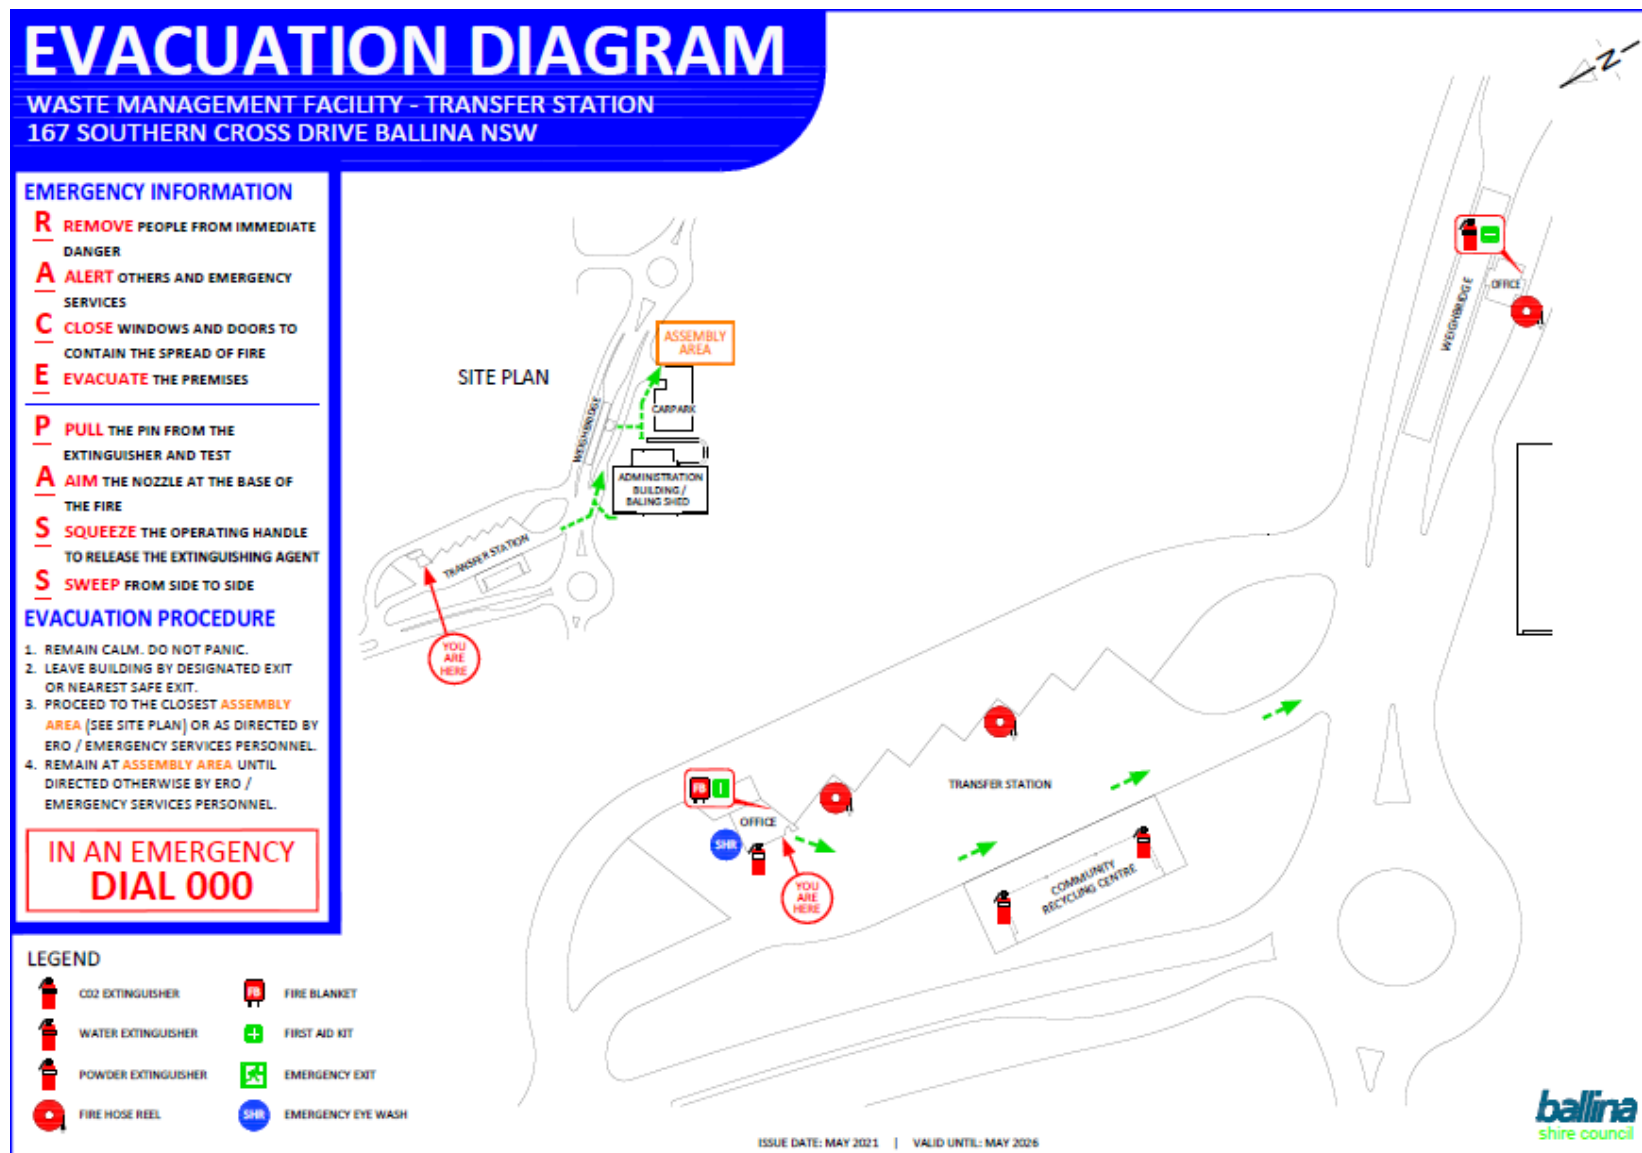 EVACUATION DIAGRAM
WASTE MANAGEMENT FACILITY - TRANSFER STATION
167 SOUTHERN CROSS DRIVE BALLINA NSW
EMERGENCY INFORMATION
R REMOVE PEOPLE FROM IMMEDIATE
DANGER
A ALERT OTHERS AND EMERGENCY
SERVICES
C CLOSE WINDOWS AND DOORS TO
CONTAIN THE SPREAD OF FIRE
E EVACUATE THE PREMISES
P PULL THE PIN FROM THE
EXTINGUISHER AND TEST
A AIM THE NOZZLE AT THE BASE OF
THE FIRE
S SQUEEZE THE OPERATING HANDLE
TO RELEASE THE EXTINGUISHING AGENT
S SWEEP FROM SIDE TO SIDE
EVACUATION PROCEDURE
1. REMAIN CALM. DO NOT PANIC.
2. LEAVE BUILDING BY DESIGNATED EXIT
OR NEAREST SAFE EXIT.
3. PROCEED TO THE CLOSEST ASSEMBLY
AREA (SEE SITE PLAN) OR AS DIRECTED BY
ERO / EMERGENCY SERVICES PERSONNEL.
4. REMAIN AT ASSEMBLY AREA UNTIL
DIRECTED OTHERWISE BY ERO /
EMERGENCY SERVICES PERSONNEL.
IN AN EMERGENCY
DIAL 000
LEGEND
CO2 EXTINGUISHER
WATER EXTINGUISHER
POWDER EXTINGUISHER
FIRE HOSE REEL
FB FIRE BLANKET
FIRST AID KIT
EMERGENCY EXIT
SHR EMERGENCY EYE WASH
SITE PLAN
ASSEMBLY
AREA
CARPARK
WEIGHBRIDGE
ADMINISTRATION
BUILDING /
BALING SHED
TRANSFER STATION
YOU
ARE
HERE
N
WEIGHBRIDGE
OFFICE
TRANSFER STATION
FB
OFFICE
SHR
YOU
ARE
HERE
COMMUNITY
RECYCLING CENTRE
ISSUE DATE: MAY 2021 | VALID UNTIL: MAY 2026
ballina
shire council